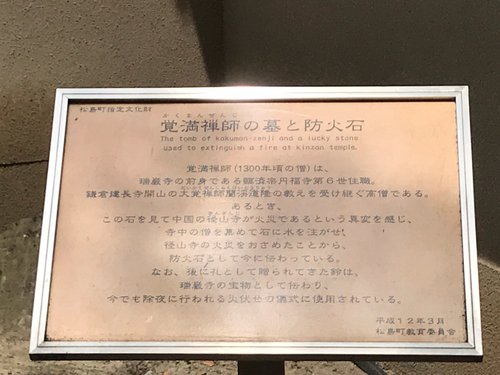 松島町指定文化財
かくまんぜんじ
覚満禅師の墓と防火石
The tomb of kakuman-zenji and a lucky stone
used to extinguish a fire at kinzan temple.
覚満禅師(1300年頃の僧)は、
瑞巌寺の前身である臨済宗円福寺第6世住職。
鎌倉建長寺開山の大覚禅師蘭渓道隆の教えを受け継ぐ高僧である。
あるとき、
この石を見て中国の径山寺が火災であるという異変を感じ、
寺中の僧を集めて石に水を注がせ、
径山寺の火災をおさめたことから、
防火石として今に伝わっている。
なお、後に礼として贈られてきた鈴は、
瑞巌寺の宝物として伝わり、
今でも除夜に行われる火伏せの儀式に使用されている。
平成12年3月
松島町教育委員会